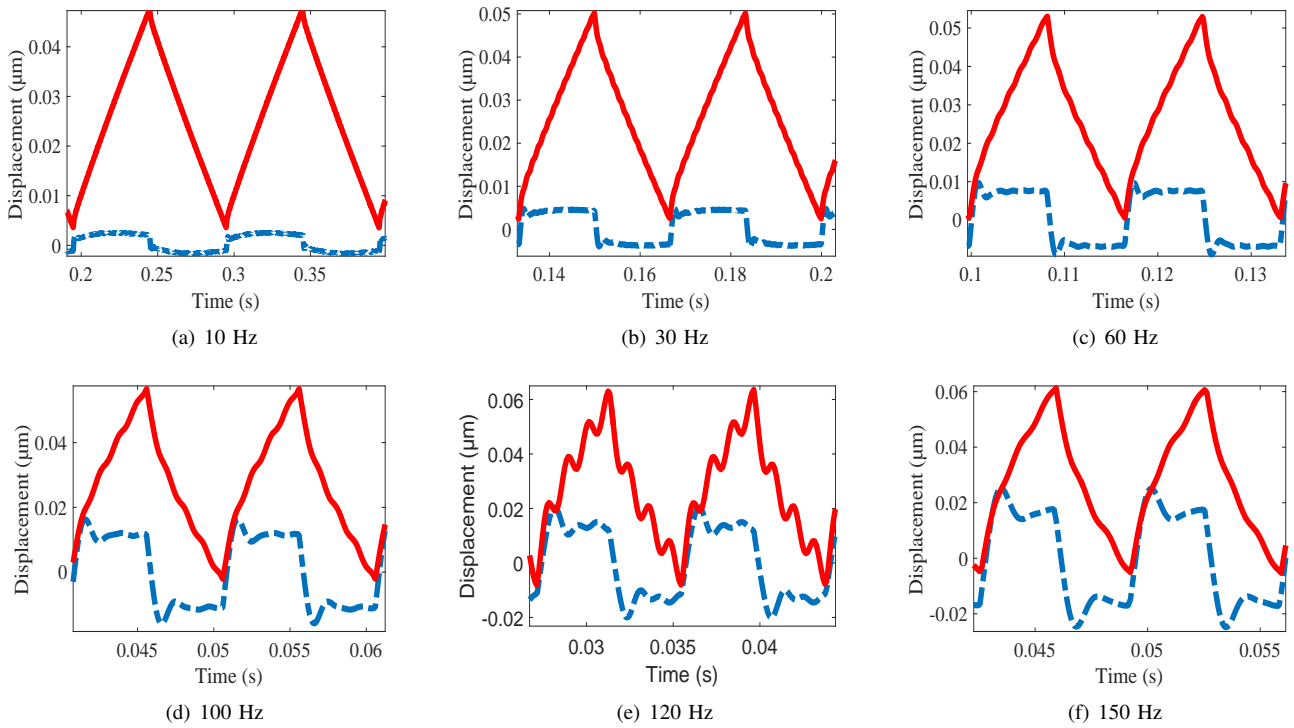 Displacement (μm)
0.04
0.03
0.02
0.01
0
0.2
0.25
0.3
0.35
Time (s)
(a) 10 Hz
Displacement (μm)
0.05
0.04
0.03
0.02
0.01
0
0.14
0.16
0.18
0.2
Time (s)
(b) 30 Hz
Displacement (μm)
0.05
0.04
0.03
0.02
0.01
0
0.1
0.11
0.12
0.13
Time (s)
(c) 60 Hz
Displacement (μm)
0.04
0.02
0
0.045
0.05
0.055
0.06
Time (s)
(d) 100 Hz
Displacement (μm)
0.06
0.04
0.02
0
-0.02
0.03
0.035
0.04
Time (s)
(e) 120 Hz
Displacement (μm)
0.06
0.04
0.02
0
-0.02
0.045
0.05
0.055
Time (s)
(f) 150 Hz